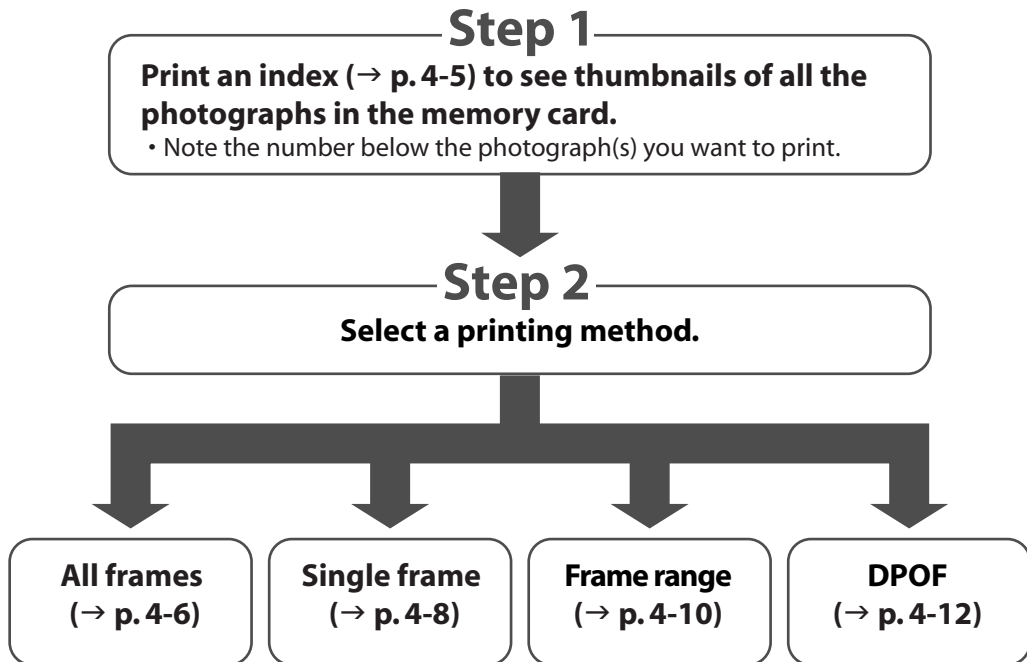 Step 1
Print an index (→ p. 4-5) to see thumbnails of all the
photographs in the memory card.
• Note the number below the photograph(s) you want to print.
Step 2
Select a printing method.
All frames
(→ p. 4-6)
Single frame
(→ p. 4-8)
Frame range
(→ p. 4-10)
DPOF
(→ p. 4-12)